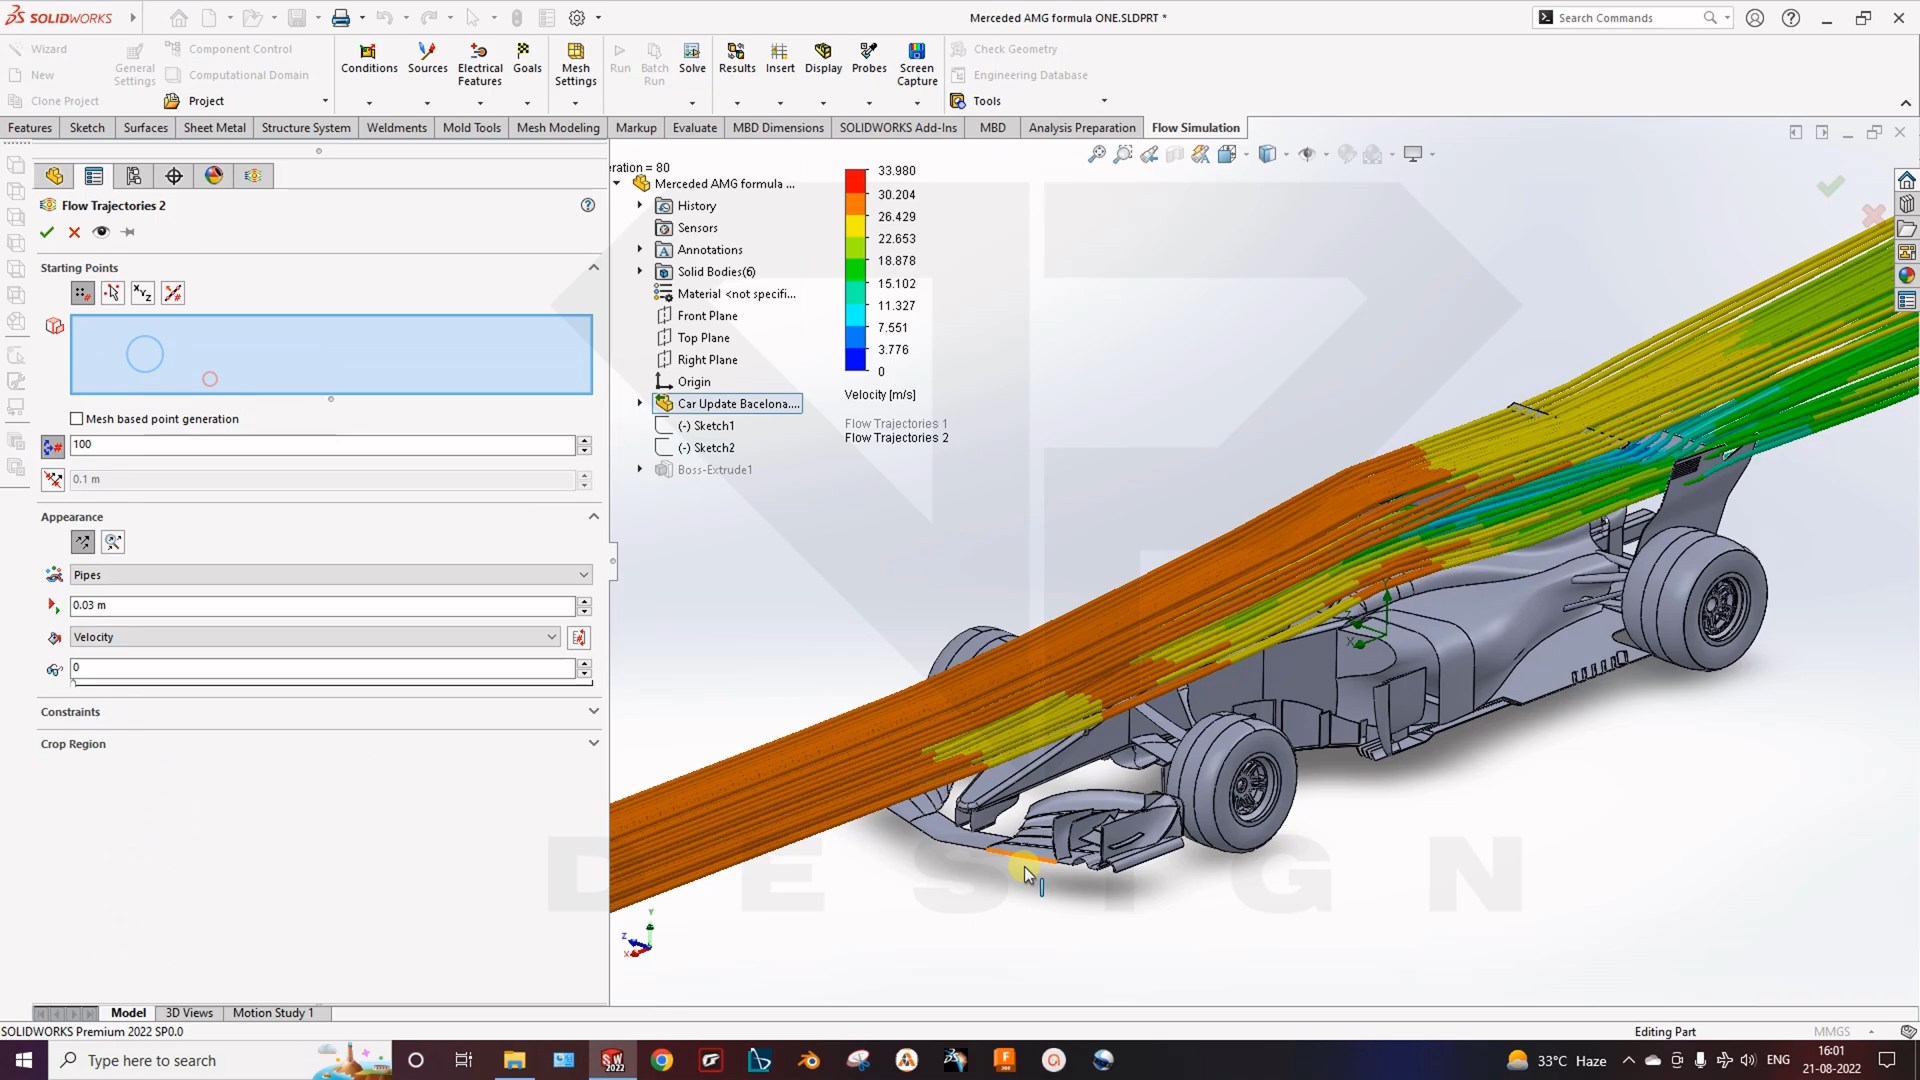 SOLIDWORKS
Merceded AMG formula ONE.SLDPRT *
Search Commands
Wizard
New
Clone Project
General Settings
Component Control
Computational Domain
Project
Conditions
Sources
Electrical Features
Goals
Mesh Settings
Run
Batch Run
Solve
Results
Insert
Display
Probes
Screen Capture
Check Geometry
Engineering Database
Tools
Features
Sketch
Surfaces
Sheet Metal
Structure System
Weldments
Mold Tools
Mesh Modeling
Markup
Evaluate
MBD Dimensions
SOLIDWORKS Add-Ins
MBD
Analysis Preparation
Flow Simulation
Flow Trajectories 2
Starting Points
Mesh based point generation
100
0.1 m
Appearance
Pipes
0.03 m
Velocity
0
Constraints
Crop Region
eration = 80
Merceded AMG formula ...
History
Sensors
Annotations
Solid Bodies(6)
Material <not specifi...
Front Plane
Top Plane
Right Plane
Origin
Car Update Bacelona....
(-) Sketch1
(-) Sketch2
Boss-Extrude1
33.980
30.204
26.429
22.653
18.878
15.102
11.327
7.551
3.776
0
Velocity [m/s]
Flow Trajectories 1
Flow Trajectories 2
DESIGN
X
Y
Z
X
Model
3D Views
Motion Study 1
SOLIDWORKS Premium 2022 SP0.0
Editing Part
MMGS
Type here to search
SW
2022
33°C Haze
ENG
16:01
21-08-2022